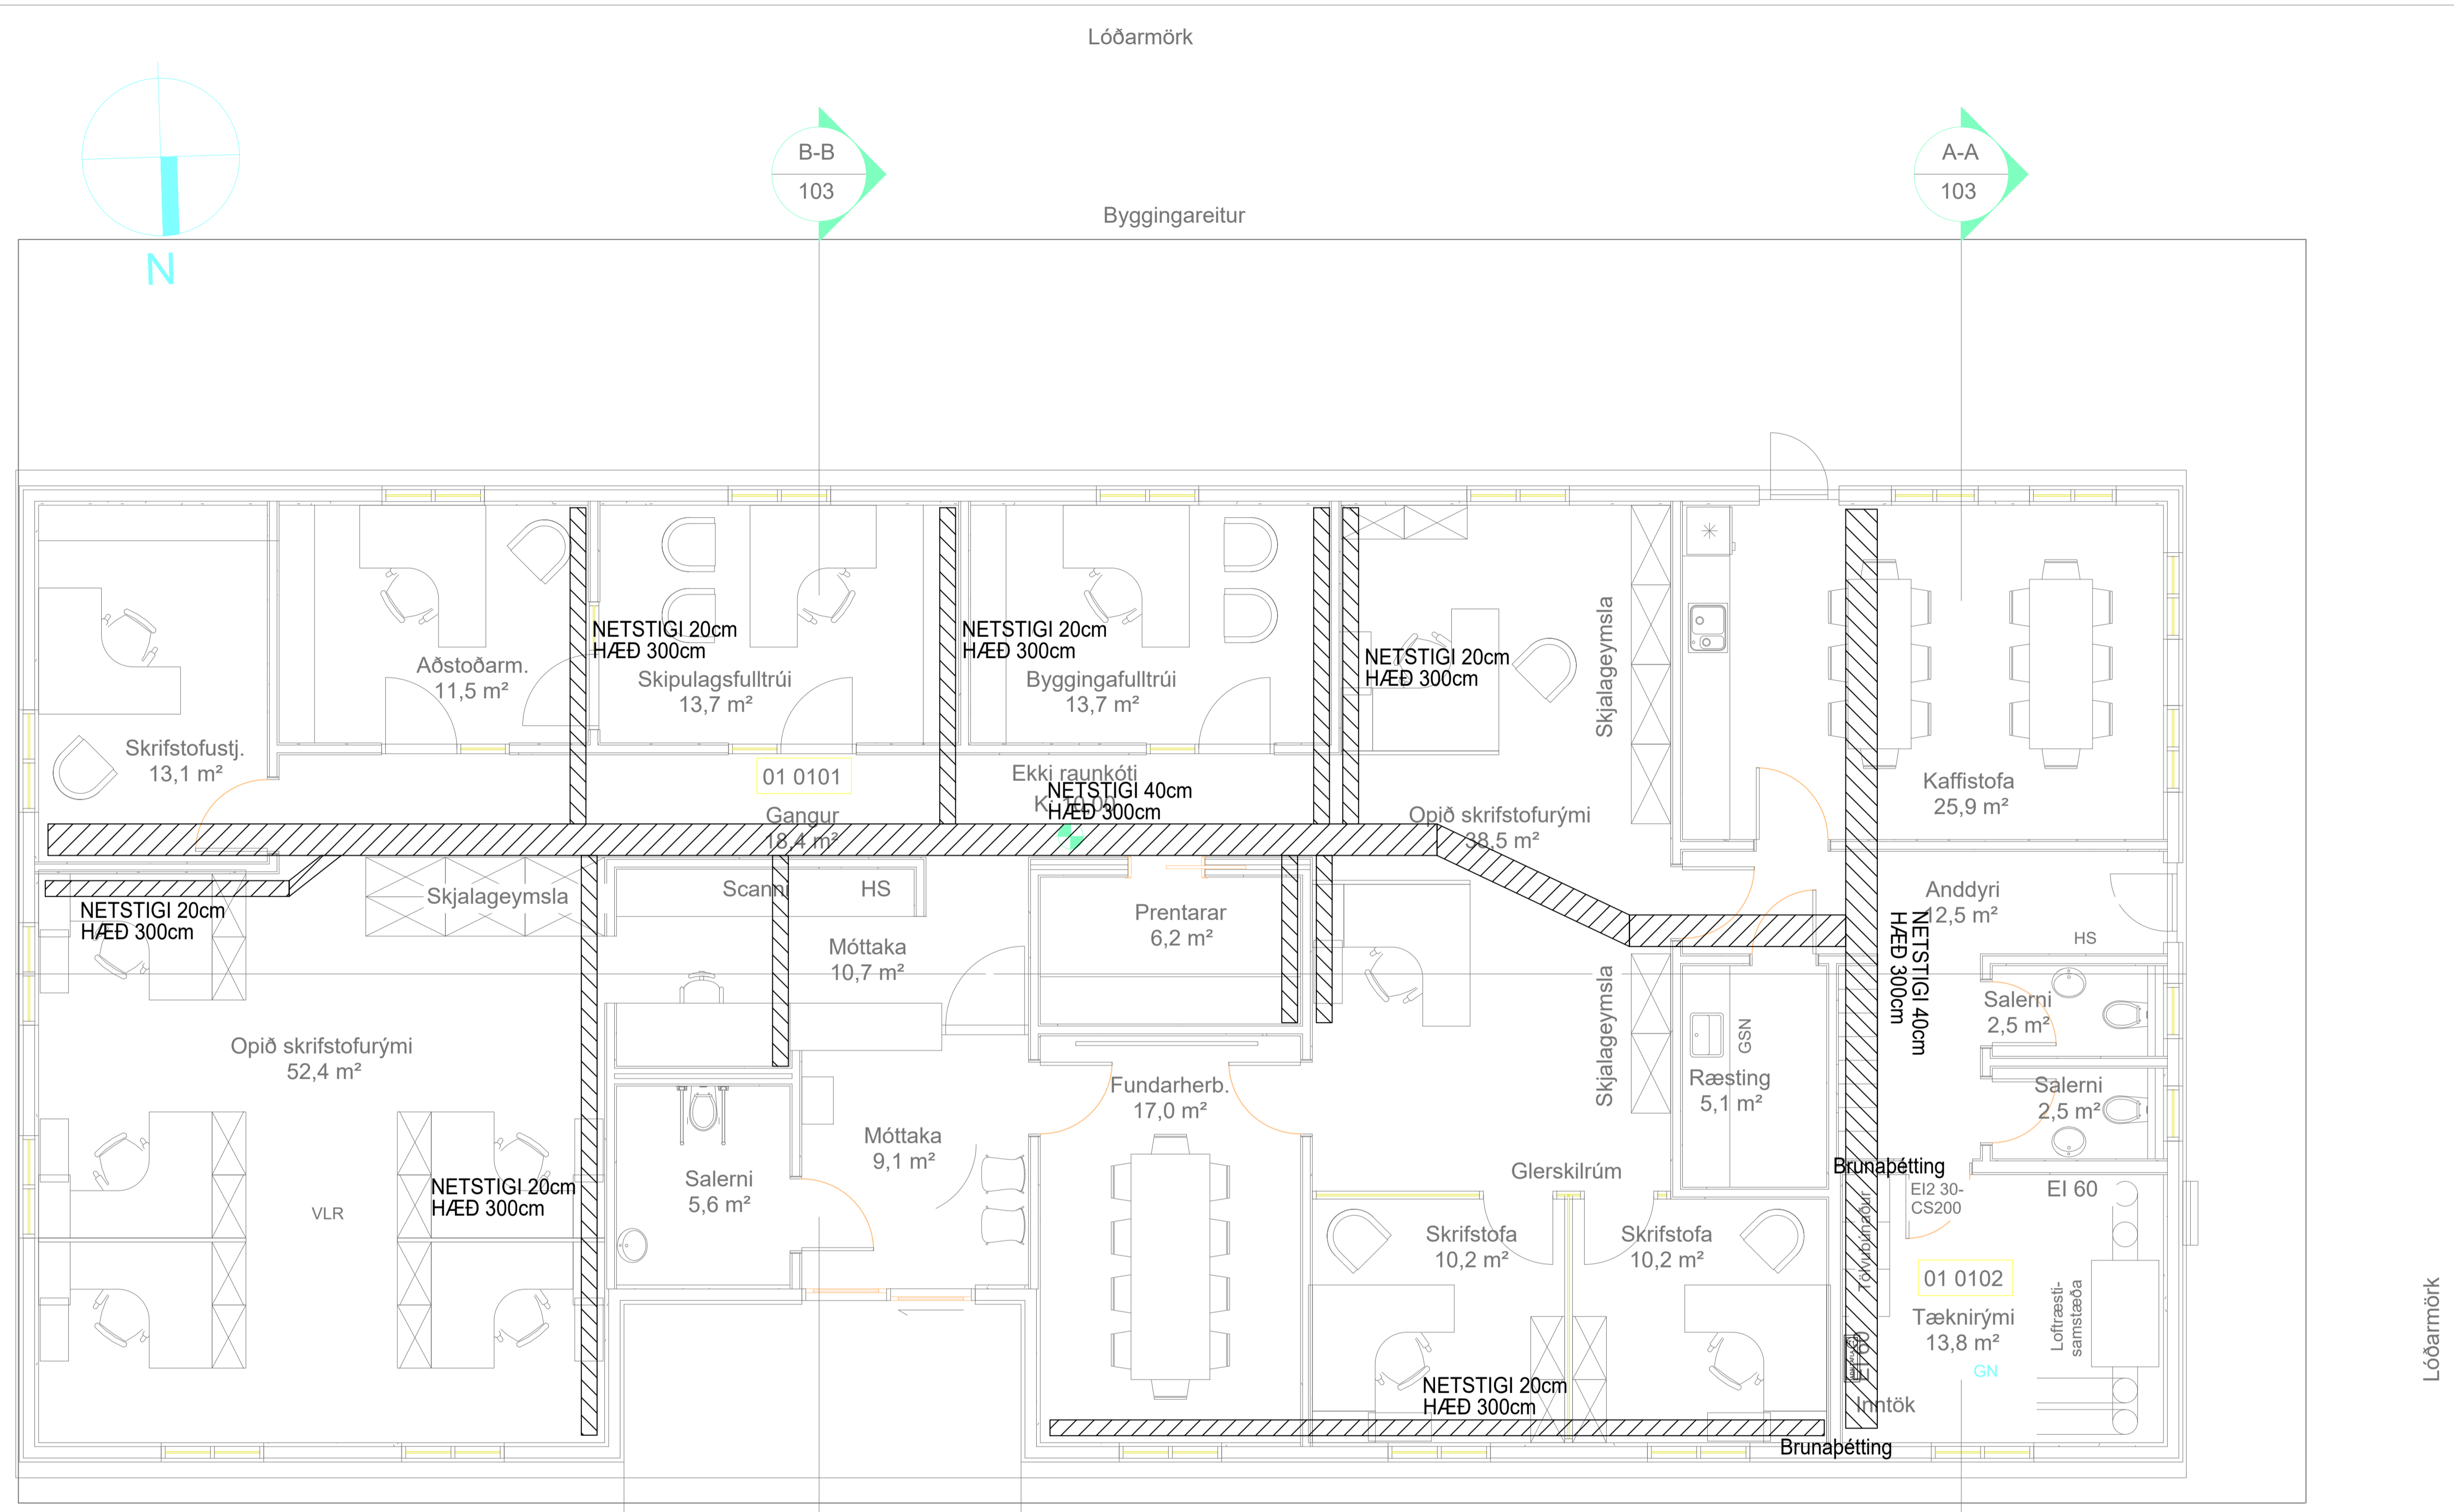 Lóðarmörk
B-B
103
A-A
103
Byggingareitur
N
NETSTIGI 20cm
HÆÐ 300cm
NETSTIGI 20cm
HÆÐ 300cm
NETSTIGI 20cm
HÆÐ 300cm
Aðstoðarm.
11,5 m²
Skipulagsfulltrúi
13,7 m²
Byggingafulltrúi
13,7 m²
Skjalageymsla
Skrifstofustj.
13,1 m²
01 0101
Gangur
18,4 m²
Ekki raunkóti
K: 10,00
NETSTIGI 40cm
HÆÐ 300cm
Opið skrifstofurými
38,5 m²
Kaffistofa
25,9 m²
NETSTIGI 20cm
HÆÐ 300cm
Skjalageymsla
Scanni
HS
Móttaka
10,7 m²
Prentarar
6,2 m²
Anddyri
12,5 m²
HS
NETSTIGI 40cm
HÆÐ 300cm
Salerni
2,5 m²
Opið skrifstofurými
52,4 m²
Skjalageymsla
GSN
Ræsting
5,1 m²
Salerni
2,5 m²
Fundarherb.
17,0 m²
Móttaka
9,1 m²
Salerni
5,6 m²
NETSTIGI 20cm
HÆÐ 300cm
VLR
Glerskilrúm
Brunaþétting
EI2 30-
CS200
EI 60
Skrifstofa
10,2 m²
Skrifstofa
10,2 m²
Tölvubúnaður
01 0102
Tæknirými
13,8 m²
Loftræsti-
samstæða
EI 60
GN
Inntök
NETSTIGI 20cm
HÆÐ 300cm
Brunaþétting
Lóðarmörk